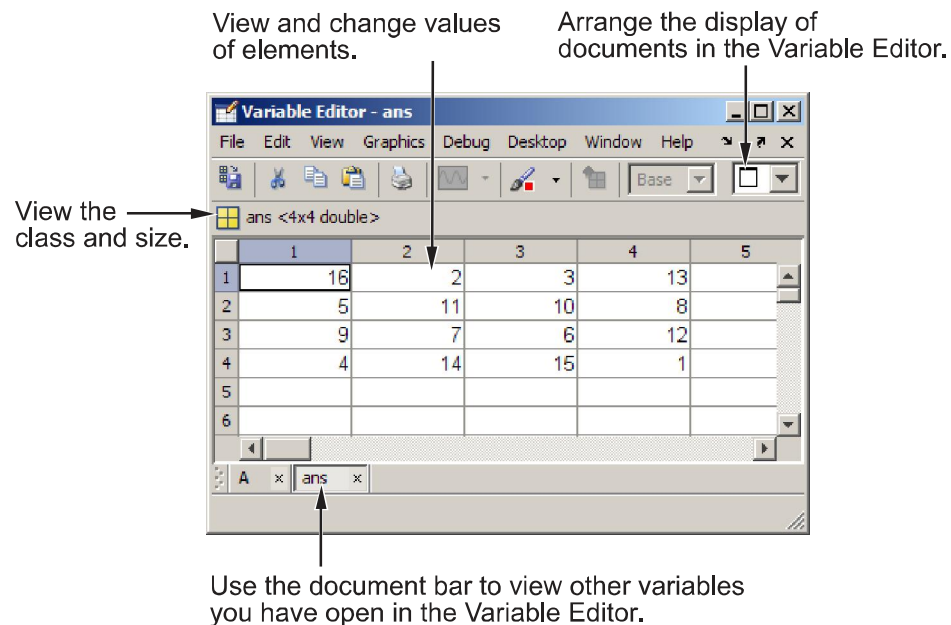 View and change values
of elements.
Arrange the display of
documents in the Variable Editor.
Variable Editor - ans
File Edit View Graphics Debug Desktop Window Help
Base
View the
class and size.
ans <4x4 double>
1 2 3 4 5
1 16 2 3 13
2 5 11 10 8
3 9 7 6 12
4 4 14 15 1
5
6
A × ans ×
Use the document bar to view other variables
you have open in the Variable Editor.